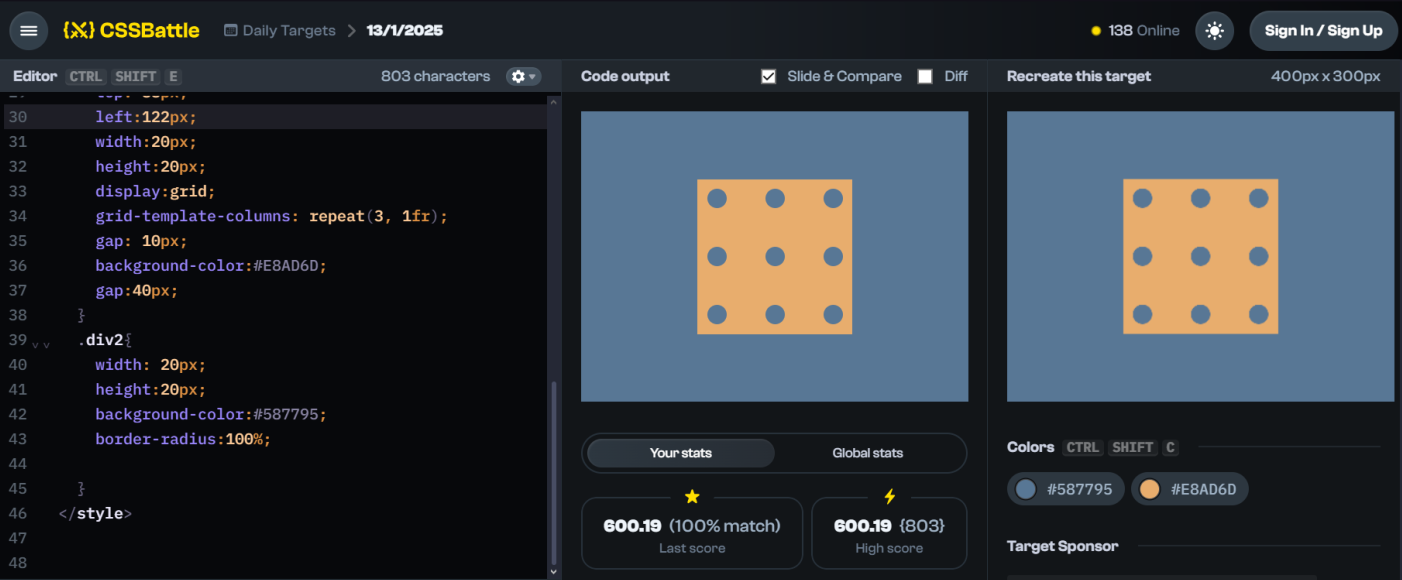 {X} CSSBattle Daily Targets > 13/1/2025 138 Online Sign In / Sign Up
Editor CTRL SHIFT E 803 characters
30 left:122px;
31 width:20px;
32 height:20px;
33 display:grid;
34 grid-template-columns: repeat(3, 1fr);
35 gap: 10px;
36 background-color:#E8AD6D;
37 gap:40px;
38 }
39 .div2{
40 width: 20px;
41 height:20px;
42 background-color:#587795;
43 border-radius:100%;
44
45 }
46 </style>
47
48
Code output Slide & Compare Diff
Your stats Global stats
600.19 (100% match) 600.19 {803}
Last score High score
Recreate this target 400px x 300px
Colors CTRL SHIFT C
#587795 #E8AD6D
Target Sponsor